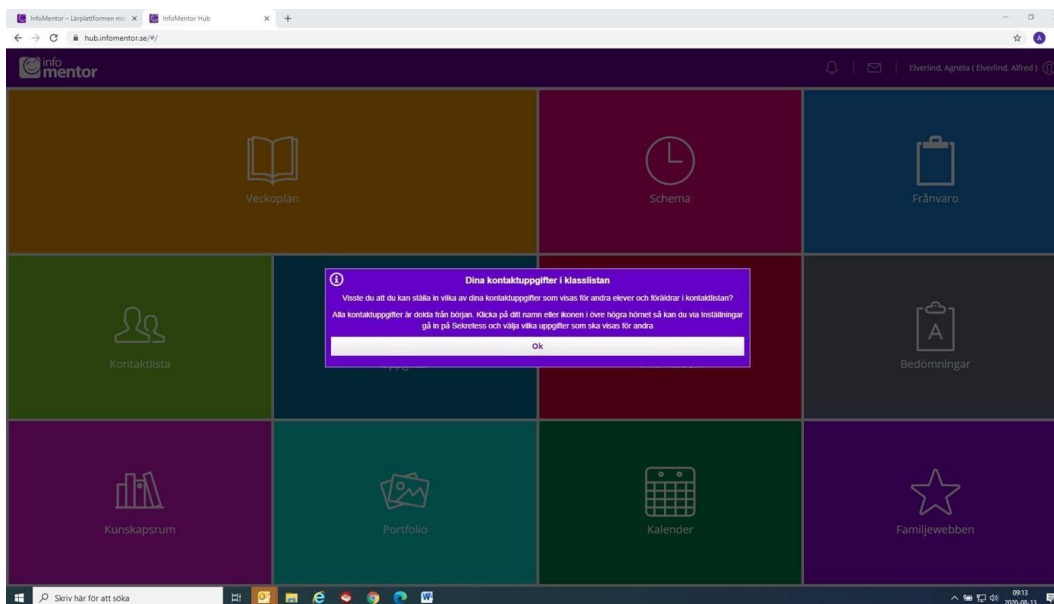 InfoMentor – Lärplattformen me
InfoMentor Hub
hub.infomentor.se/#/
A
info
mentor
Elverlind, Agneta ( Elverlind, Alfred )
Veckoplan
Schema
Frånvaro
Dina kontaktuppgifter i klasslistan
Visste du att du kan ställa in vilka av dina kontaktuppgifter som visas för andra elever och föräldrar i kontaktlistan?
Alla kontaktuppgifter är dolda från början. Klicka på ditt namn eller ikonen i övre högra hörnet så kan du via Inställningar
gå in på Sekretess och välja vilka uppgifter som ska visas för andra
Ok
Kontaktlista
A
Bedömningar
Kunskapsrum
Portfolio
Kalender
Familjewebben
Skriv här för att söka
09:13
2020-08-13